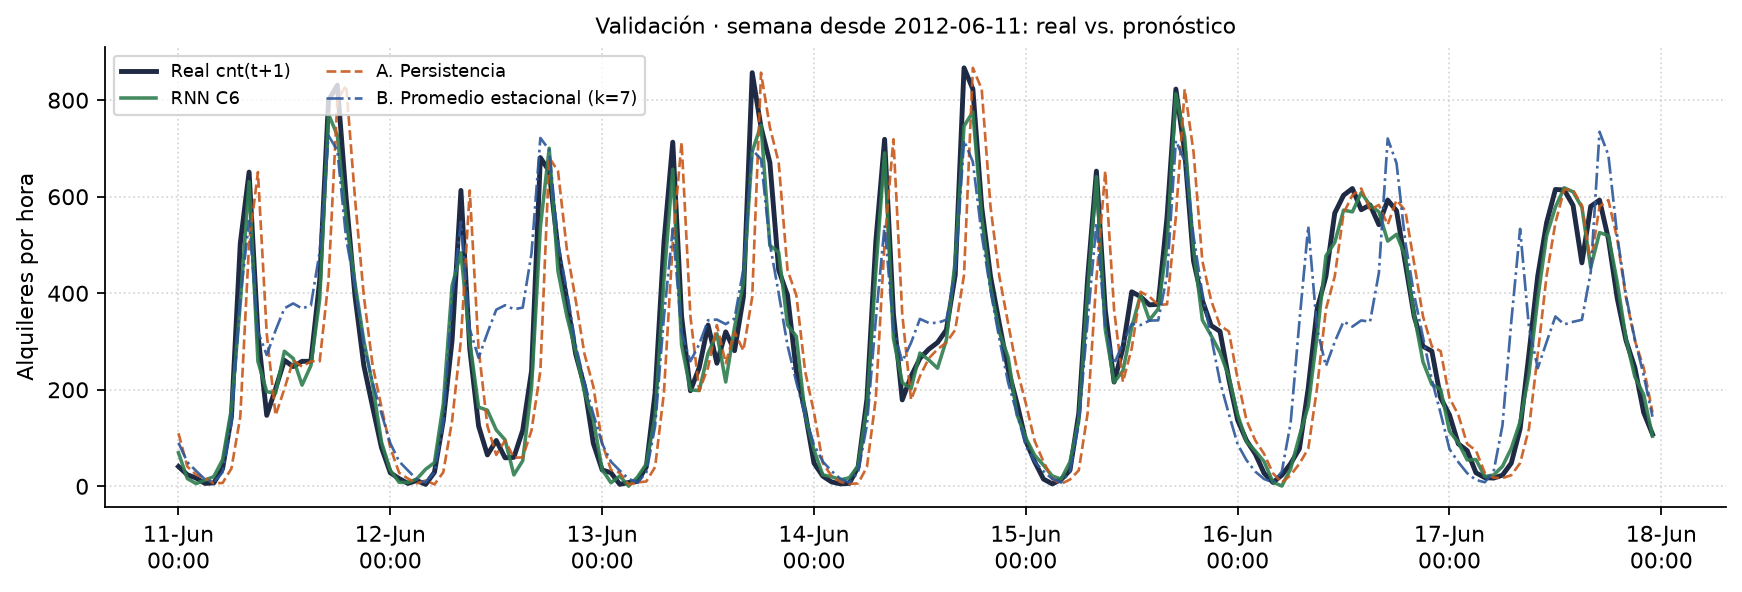 Validación · semana desde 2012-06-11: real vs. pronóstico
Real cnt(t+1)
RNN C6
A. Persistencia
B. Promedio estacional (k=7)
Alquileres por hora
800
600
400
200
0
11-Jun
00:00
12-Jun
00:00
13-Jun
00:00
14-Jun
00:00
15-Jun
00:00
16-Jun
00:00
17-Jun
00:00
18-Jun
00:00